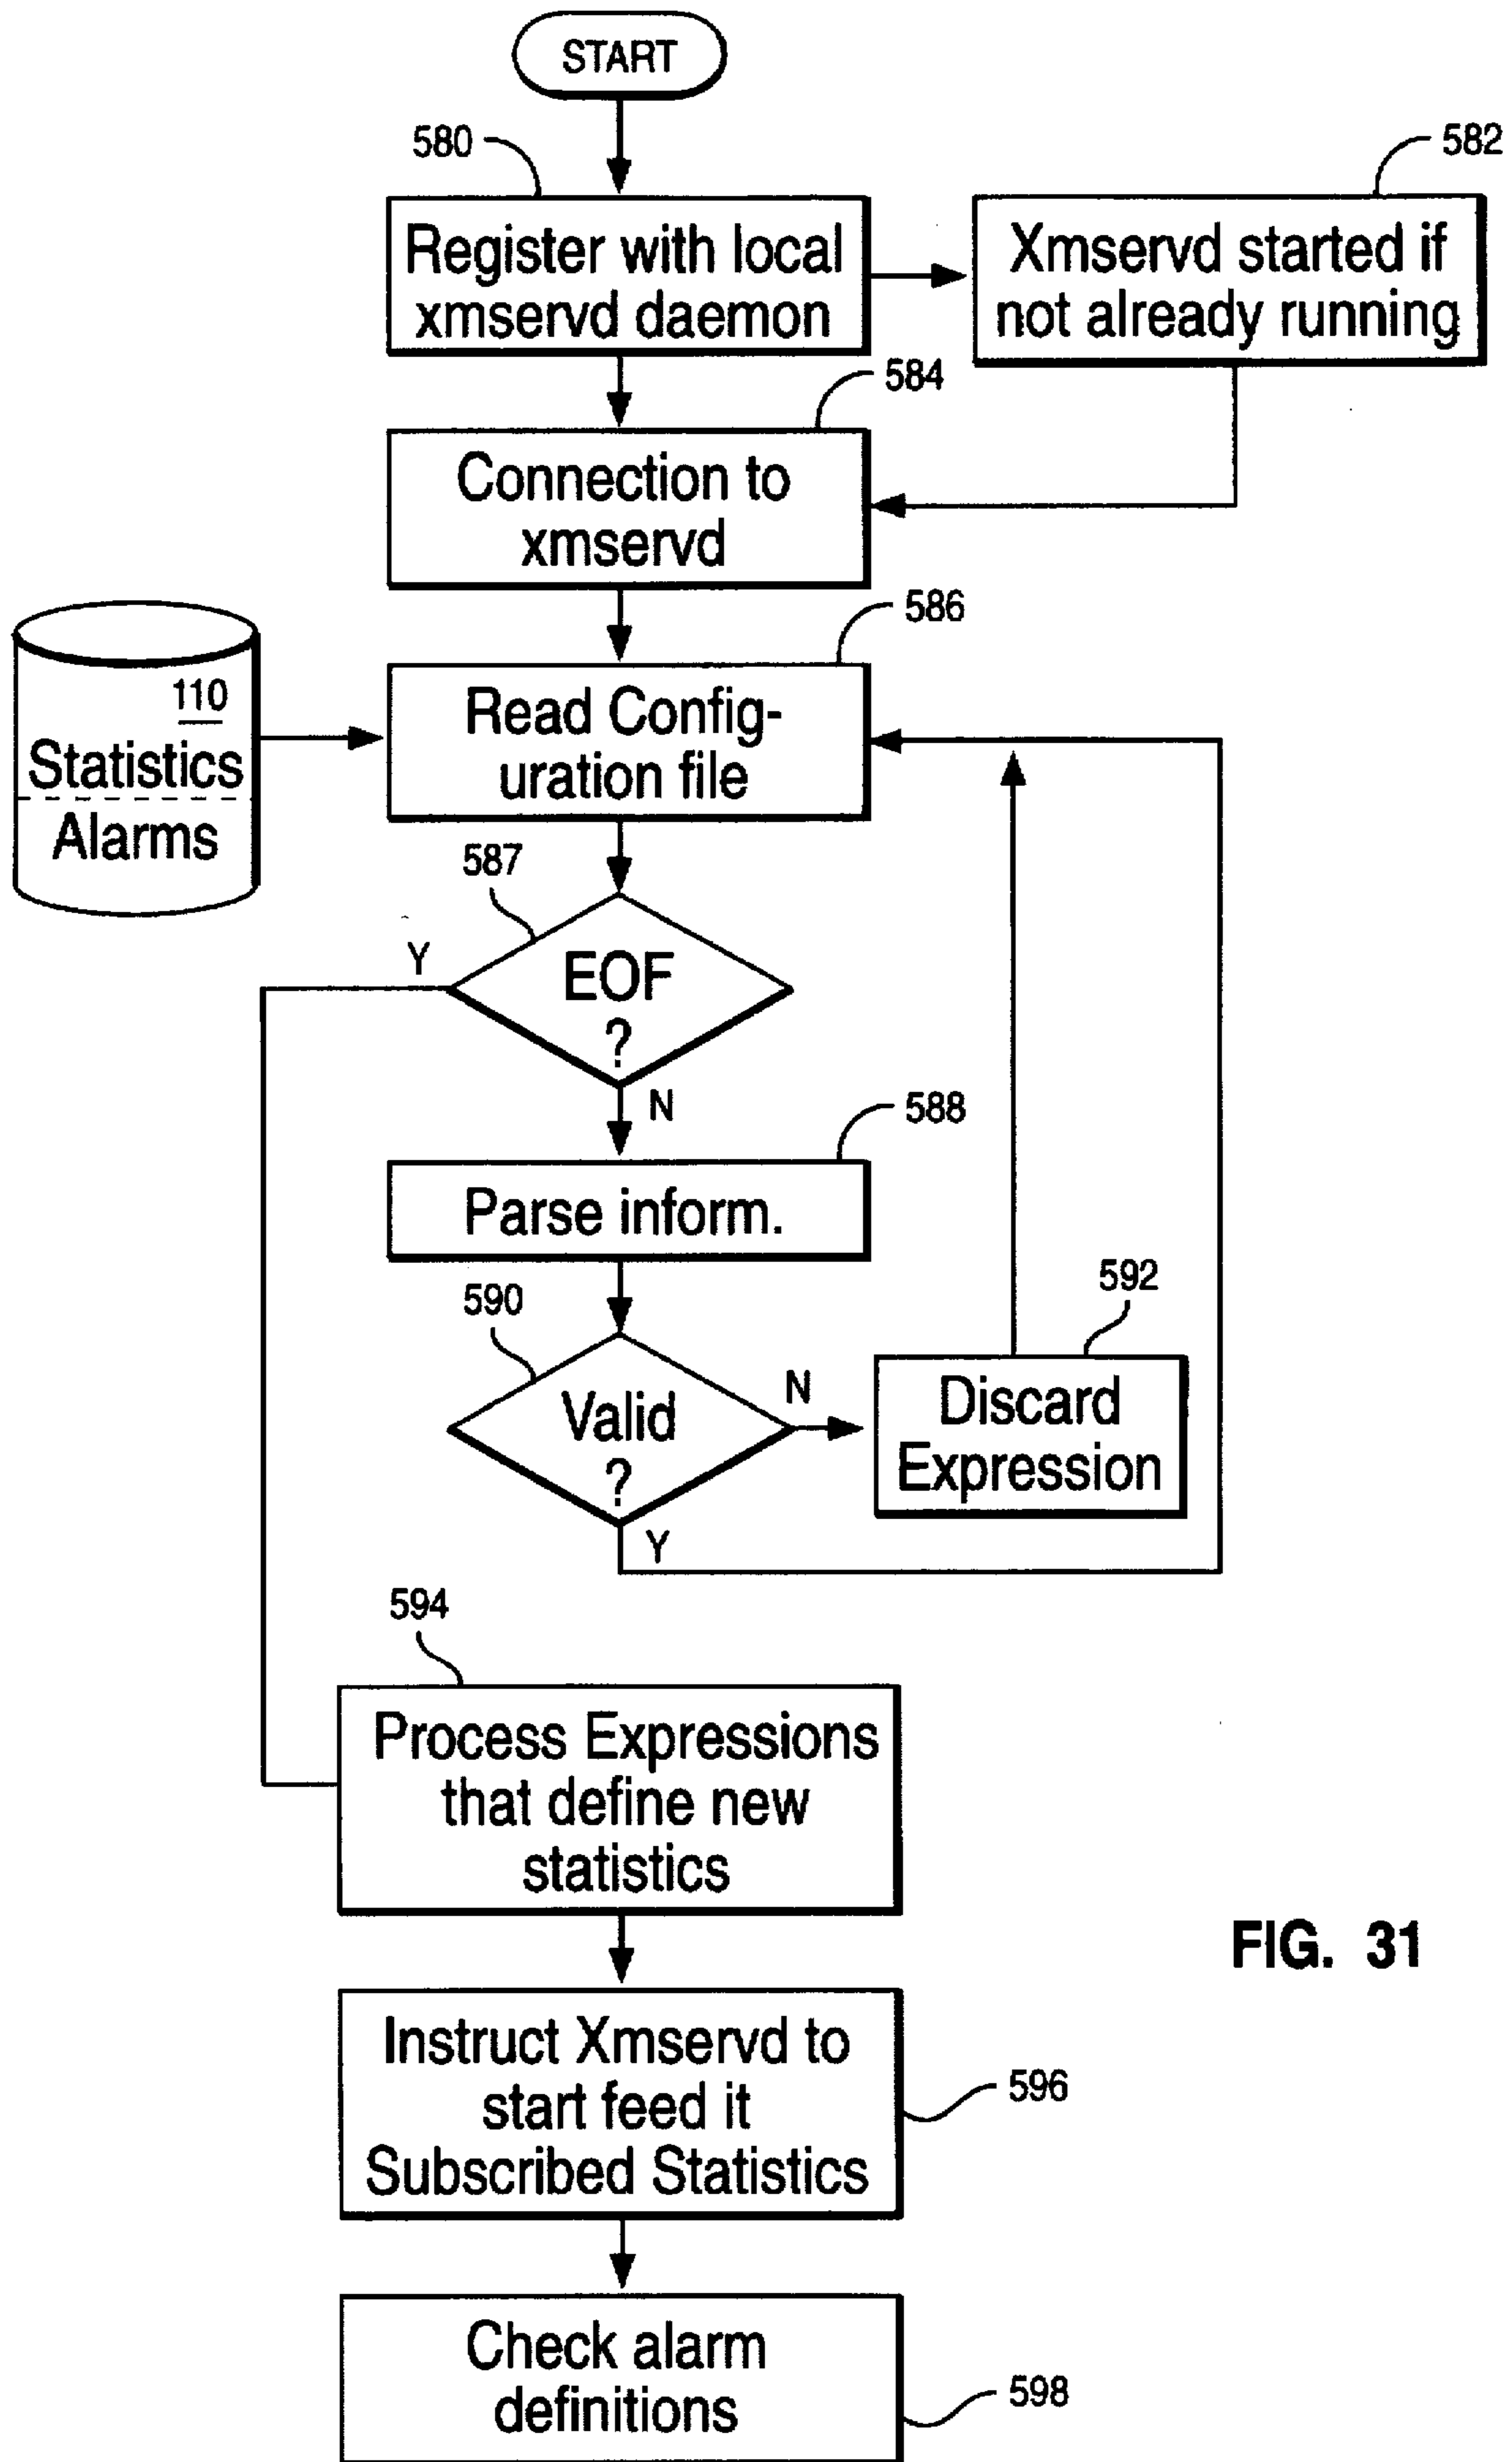 START
580
582
Register with local
xmservd daemon
Xmservd started if
not already running
584
Connection to
xmservd
586
110
Statistics
Alarms
Read Config-
uration file
587
Y
EOF
?
N
588
Parse inform.
590
592
Valid
?
N
Discard
Expression
Y
594
Process Expressions
that define new
statistics
FIG. 31
Instruct Xmservd to
start feed it
Subscribed Statistics
596
Check alarm
definitions
598